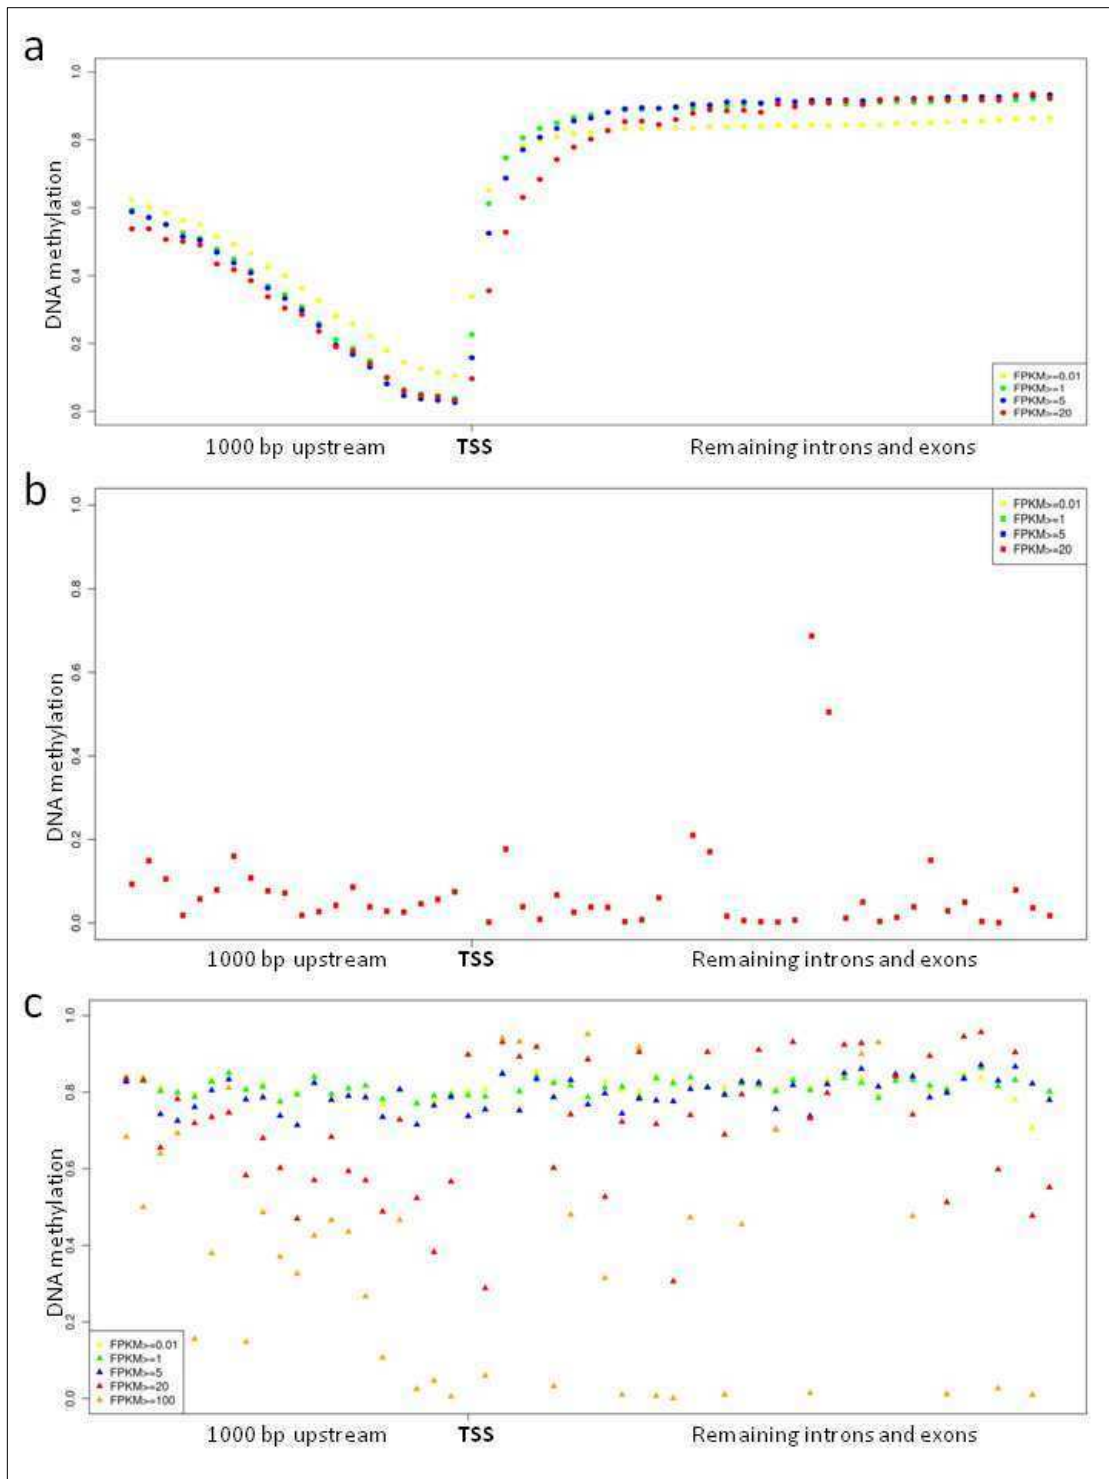 a
1.0
0.8
0.6
0.4
0.2
0.0
DNA methylation
FPKM>=0.01
FPKM>=1
FPKM>=5
FPKM>=20
1000 bp upstream TSS Remaining introns and exons
b
1.0
0.8
0.6
0.4
0.2
0.0
DNA methylation
FPKM>=0.01
FPKM>=1
FPKM>=5
FPKM>=20
1000 bp upstream TSS Remaining introns and exons
c
1.0
0.8
0.6
0.4
0.2
0.0
DNA methylation
FPKM>=0.01
FPKM>=1
FPKM>=5
FPKM>=20
FPKM>=100
1000 bp upstream TSS Remaining introns and exons